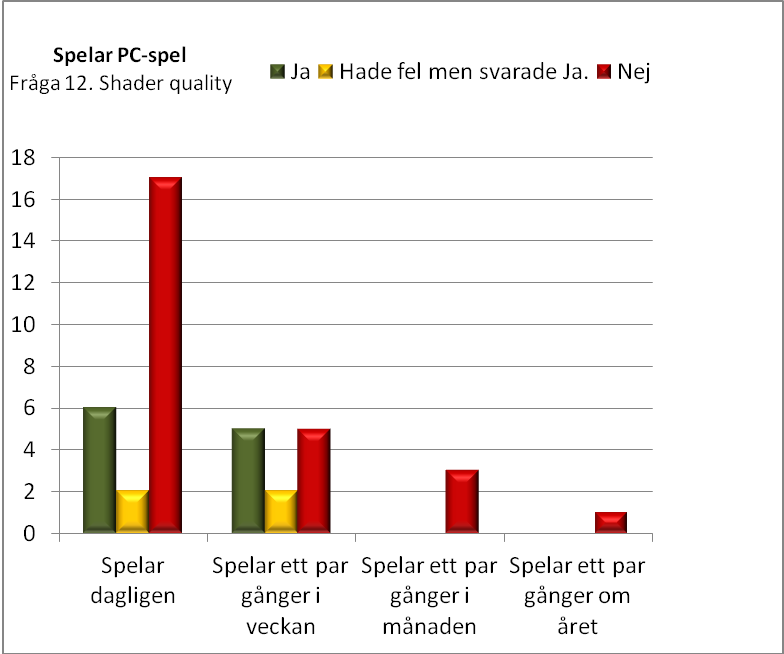 Spelar PC-spel
Fråga 12. Shader quality
Ja
Hade fel men svarade Ja.
Nej
18
16
14
12
10
8
6
4
2
0
Spelar
dagligen
Spelar ett par
gånger i
veckan
Spelar ett par
gånger i
månaden
Spelar ett par
gånger om
året